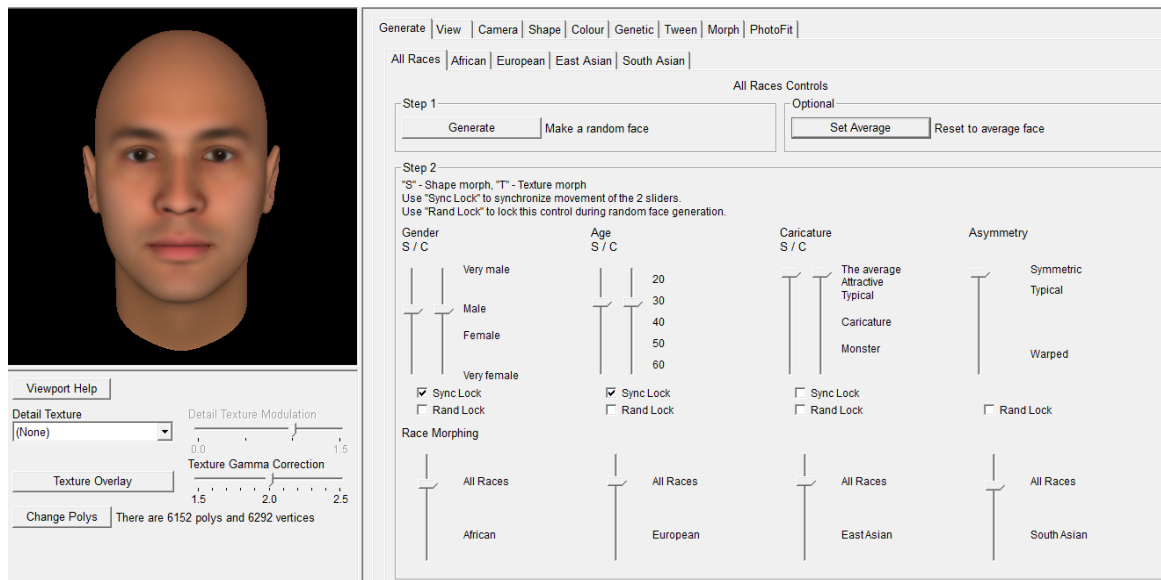 Generate View Camera Shape Colour Genetic Tween Morph PhotoFit
All Races African European East Asian South Asian
All Races Controls
Step 1
Generate Make a random face
Optional
Set Average Reset to average face
Step 2
"S" - Shape morph, "T" - Texture morph
Use "Sync Lock" to synchronize movement of the 2 sliders.
Use "Rand Lock" to lock this control during random face generation.
Gender
S / C
Very male
Male
Female
Very female
Sync Lock
Rand Lock
Age
S / C
20
30
40
50
60
Sync Lock
Rand Lock
Caricature
S / C
The average
Attractive
Typical
Caricature
Monster
Sync Lock
Rand Lock
Asymmetry
Symmetric
Typical
Warped
Rand Lock
Race Morphing
All Races
African
All Races
European
All Races
East Asian
All Races
South Asian
Viewport Help
Detail Texture
(None)
Detail Texture Modulation
0.0 1.5
Texture Overlay
Texture Gamma Correction
1.5 2.0 2.5
Change Polys There are 6152 polys and 6292 vertices